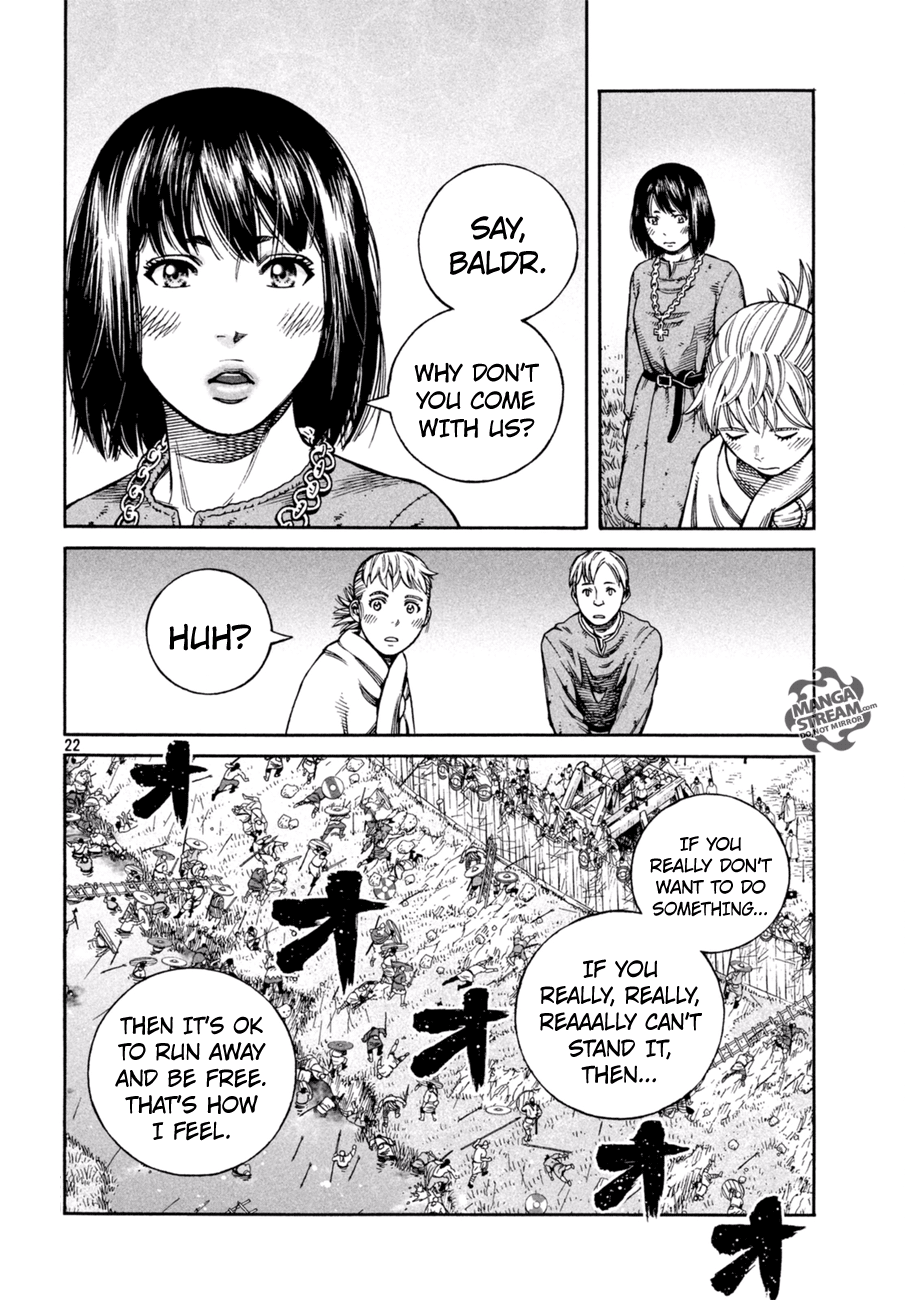 SAY,
BALDR.
WHY DON'T
YOU COME
WITH US?
HUH?
MANGA
STREAM.com
DO NOT MIRROR
22
オ
オ
オ
オ
オ
IF YOU
REALLY DON'T
WANT TO DO
SOMETHING...
IF YOU
REALLY, REALLY,
REAAALLY CAN'T
STAND IT,
THEN...
THEN IT'S OK
TO RUN AWAY
AND BE FREE.
THAT'S HOW
I FEEL.